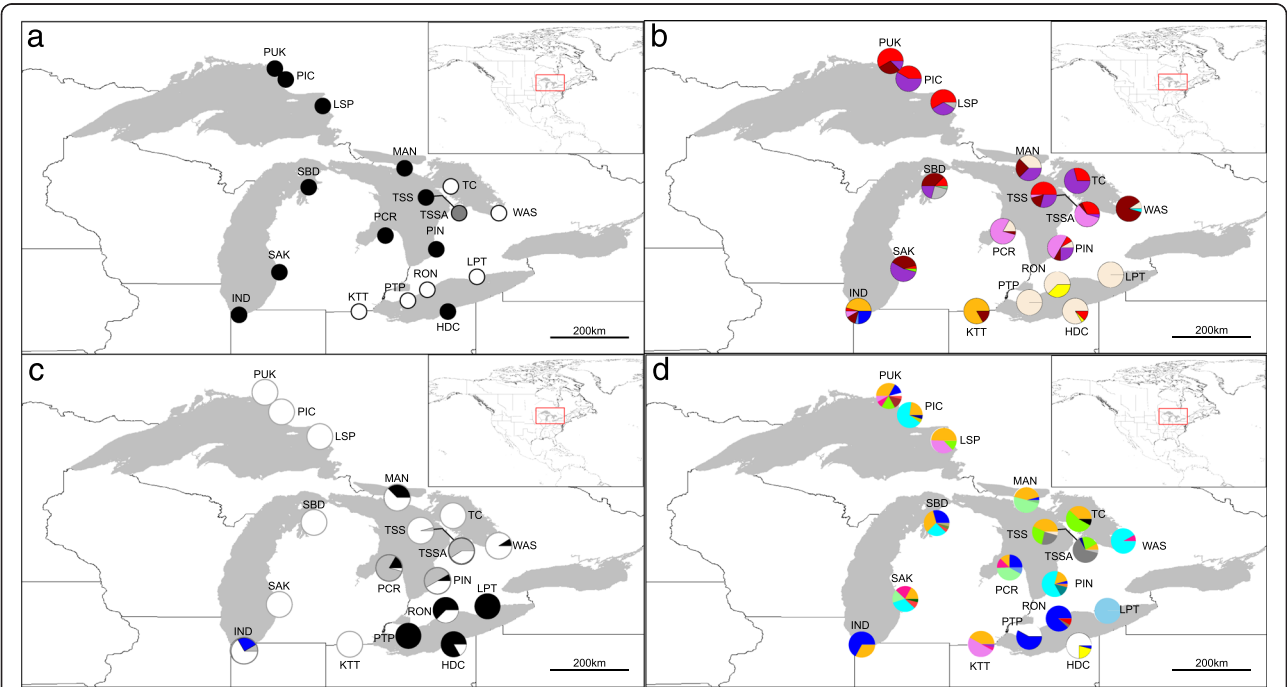 a
PUK
PIC
LSP
MAN
SBD
TC
TSS
TSSA
WAS
PCR
PIN
SAK
LPT
RON
PTP
KTT
IND
HDC
200km
b
PUK
PIC
LSP
MAN
SBD
TC
TSS
WAS
TSSA
PCR
PIN
SAK
RON
LPT
PTP
IND
KTT
HDC
200km
c
PUK
PIC
LSP
MAN
SBD
TC
TSS
WAS
TSSA
PCR
PIN
SAK
LPT
RON
IND
PTP
KTT
HDC
200km
d
PUK
PIC
LSP
MAN
SBD
TC
TSS
WAS
TSSA
PCR
PIN
SAK
RON
LPT
PTP
IND
KTT
HDC
200km